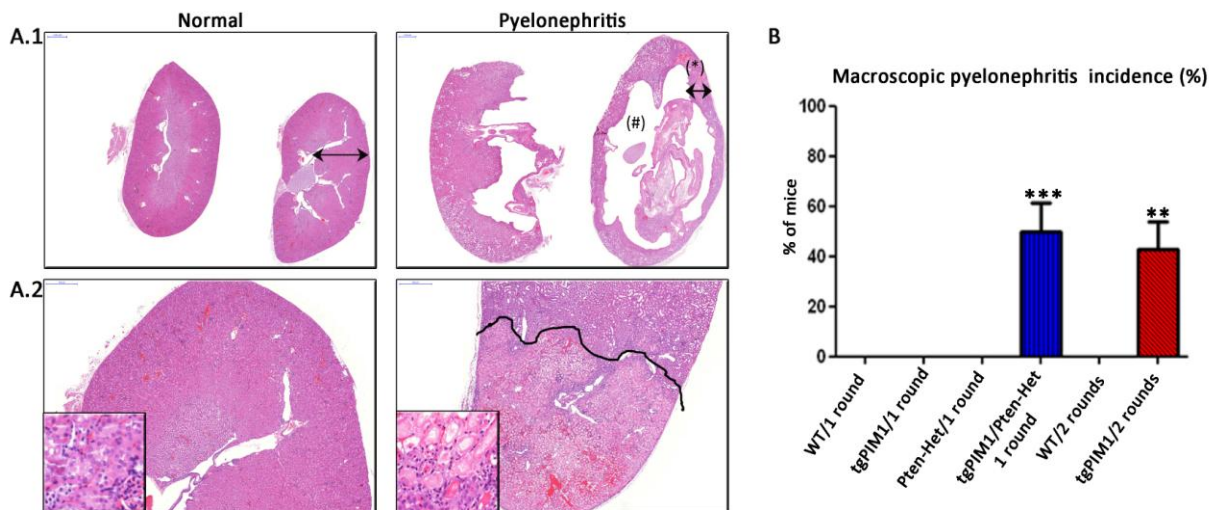 Normal
Pyelonephritis
A.1
(*)
(#)
A.2
B
Macroscopic pyelonephritis incidence (%)
% of mice
100
80
60
40
20
0
***
**
WT/1 round
tgPIM1/1 round
Pten-Het/1 round
tgPIM1/Pten-Het
1 round
WT/2 rounds
tgPIM1/2 rounds